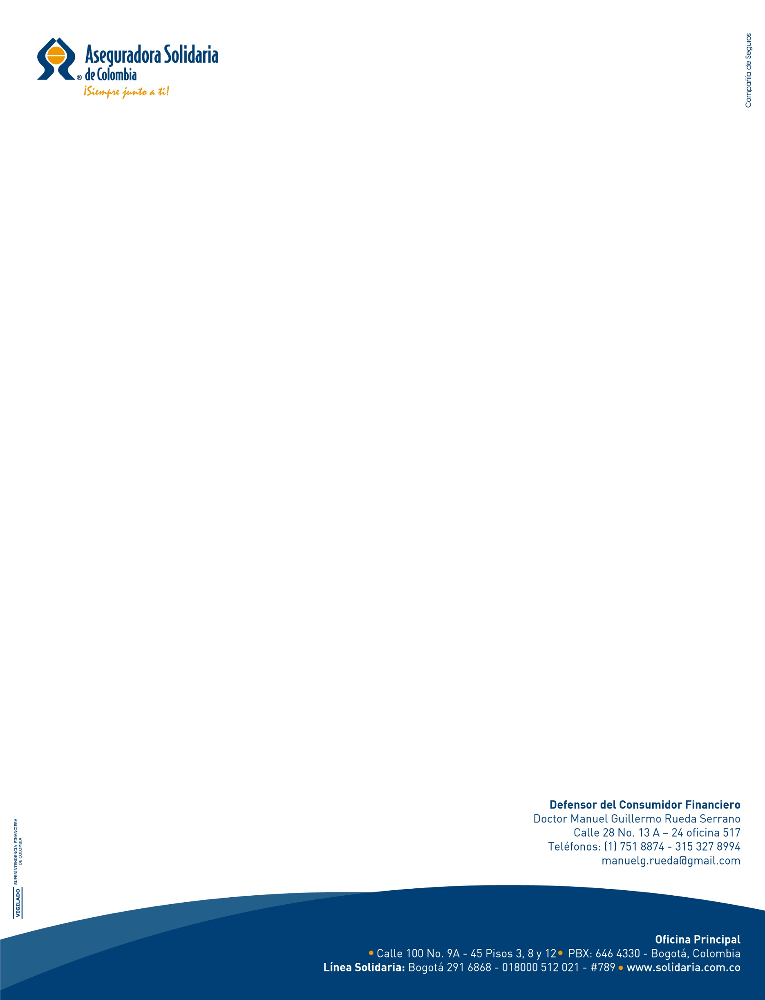 Aseguradora Solidaria
® de Colombia
¡Siempre junto a ti!
Compañía de Seguros
Defensor del Consumidor Financiero
Doctor Manuel Guillermo Rueda Serrano
Calle 28 No. 13 A – 24 oficina 517
Teléfonos: (1) 751 8874 - 315 327 8994
manuelg.rueda@gmail.com
VIGILADO SUPERINTENDENCIA FINANCIERA
DE COLOMBIA
Oficina Principal
• Calle 100 No. 9A - 45 Pisos 3, 8 y 12 • PBX: 646 4330 - Bogotá, Colombia
Línea Solidaria: Bogotá 291 6868 - 018000 512 021 - #789 • www.solidaria.com.co